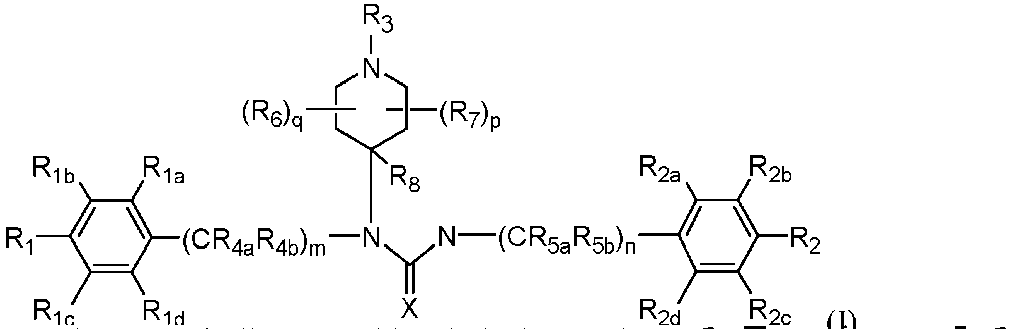 R3
N
(R6)q (R7)p
R8
R1b R1a R2a R2b
R1 (CR4aR4b)m N N (CR5aR5b)n R2
R1c R1d X R2d R2c
(I)